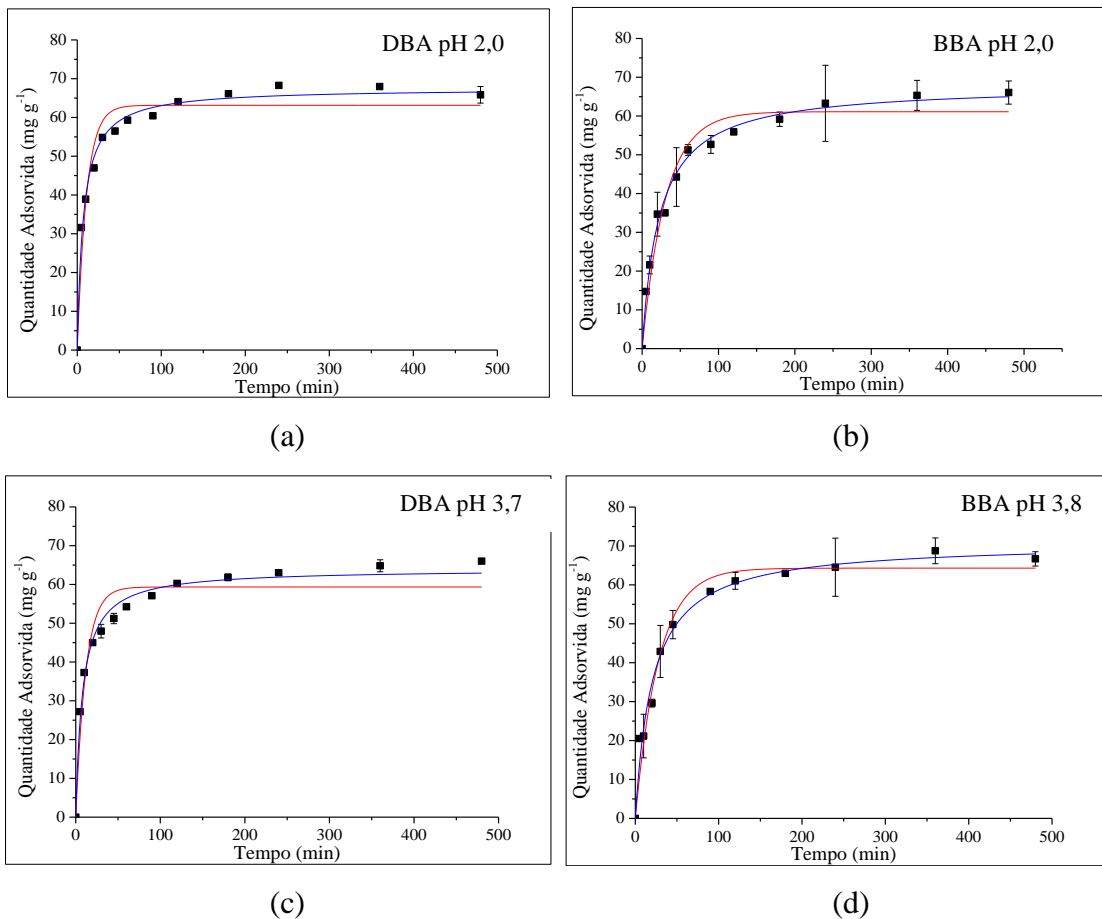 DBA pH 2,0
Quantidade Adsorvida (mg g-1)
80
70
60
50
40
30
20
10
0
0 100 200 300 400 500
Tempo (min)
(a)
BBA pH 2,0
Quantidade Adsorvida (mg g-1)
80
70
60
50
40
30
20
10
0
0 100 200 300 400 500
Tempo (min)
(b)
DBA pH 3,7
Quantidade Adsorvida (mg g-1)
80
70
60
50
40
30
20
10
0
0 100 200 300 400 500
Tempo (min)
(c)
BBA pH 3,8
Quantidade Adsorvida (mg g-1)
80
70
60
50
40
30
20
10
0
0 100 200 300 400 500
Tempo (min)
(d)